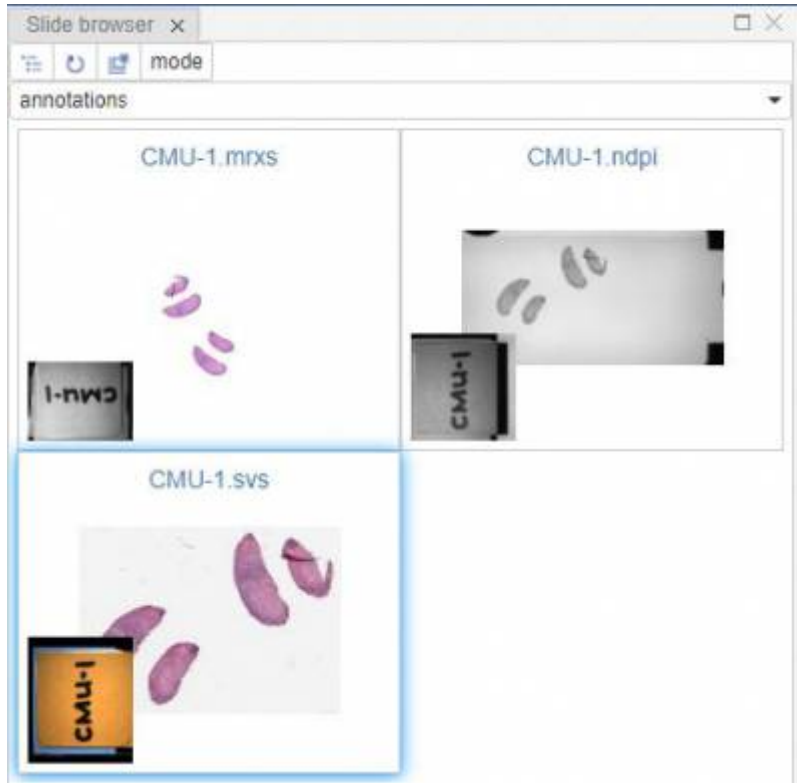 Slide browser
mode
annotations
CMU-1.mrxs
CMU-1.ndpi
CMU-1
CMU-1
CMU-1.svs
CMU-1